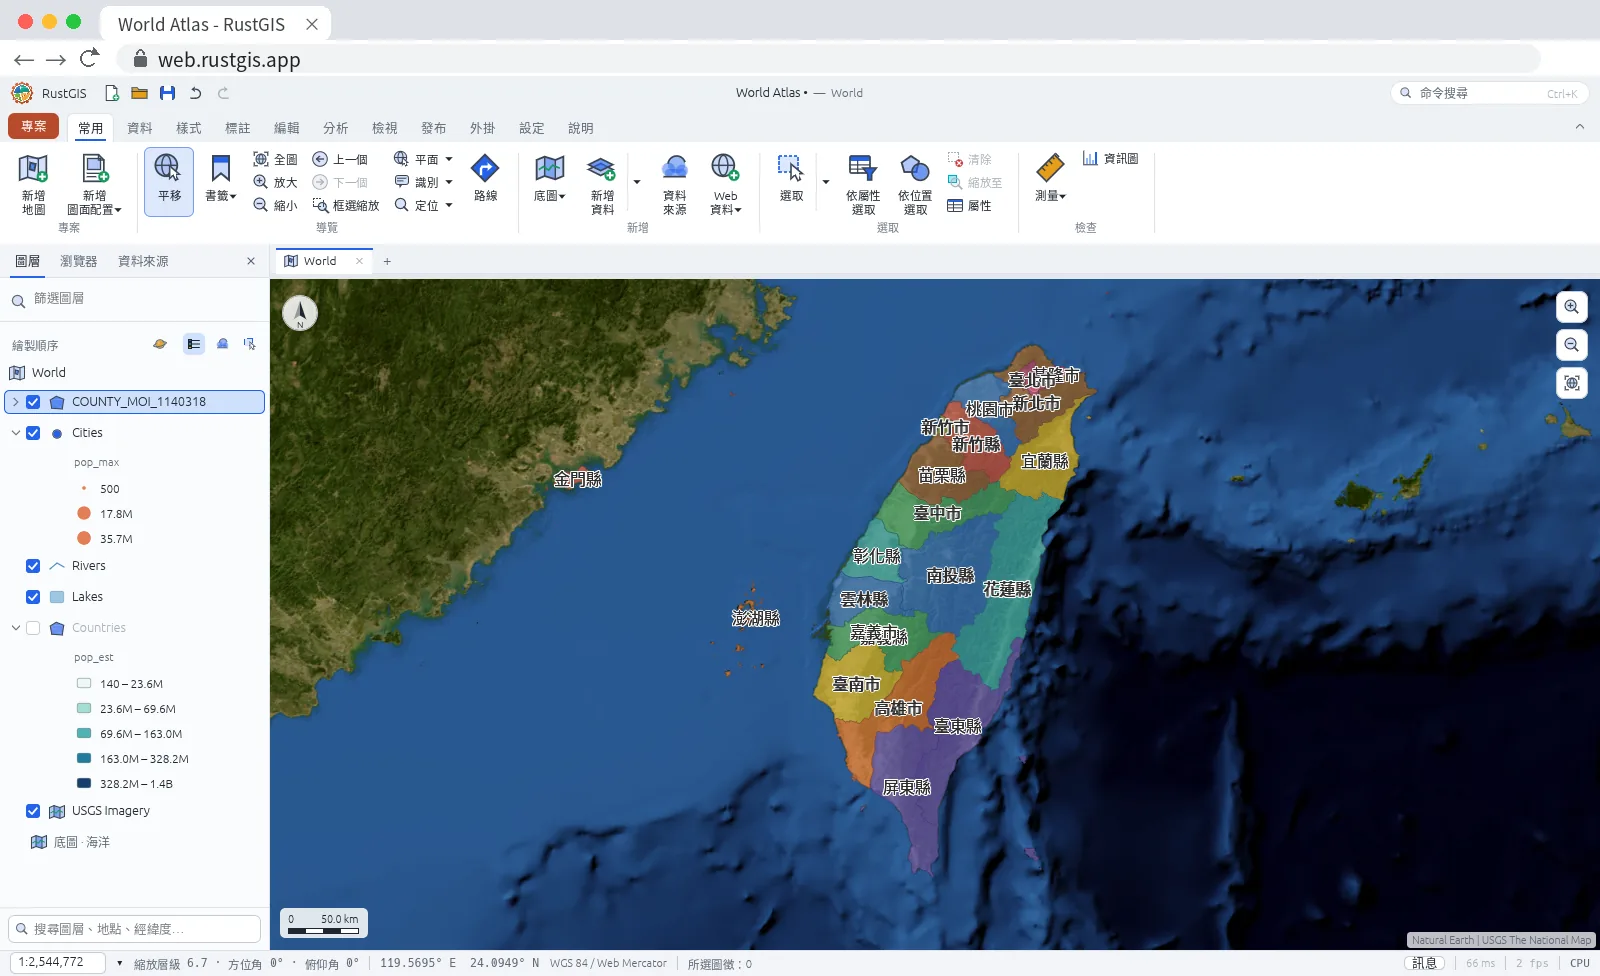 World Atlas - RustGIS
web.rustgis.app
RustGIS
World Atlas • — World
命令搜尋 Ctrl+K
專案 常用 資料 樣式 標註 編輯 分析 檢視 發布 外掛 設定 說明
新增地圖
新增圖面配置
專案
平移
書籤
全圖
放大
縮小
上一個
下一個
框選縮放
平面
識別
定位
路線
導覽
底圖
新增資料
資料來源
Web資料
新增
選取
依屬性選取
依位置選取
清除
縮放至
屬性
選取
測量
資訊圖
檢查
圖層 瀏覽器 資料來源
World
篩選圖層
繪製順序
World
COUNTY_MOI_1140318
Cities
pop_max
500
17.8M
35.7M
Rivers
Lakes
Countries
pop_est
140 – 23.6M
23.6M – 69.6M
69.6M – 163.0M
163.0M – 328.2M
328.2M – 1.4B
USGS Imagery
底圖 · 海洋
搜尋圖層、地點、經緯度…
N
基隆市
臺北市
新北市
桃園市
新竹市
新竹縣
宜蘭縣
苗栗縣
金門縣
臺中市
彰化縣
南投縣
花蓮縣
雲林縣
澎湖縣
嘉義市
嘉義縣
臺南市
高雄市
臺東縣
屏東縣
0 50.0 km
Natural Earth | USGS The National Map
1:2,544,772 縮放層級 6.7 · 方位角 0° · 俯仰角 0° 119.5695° E 24.0949° N WGS 84 / Web Mercator 所選圖徵：0 訊息 66 ms 2 fps CPU